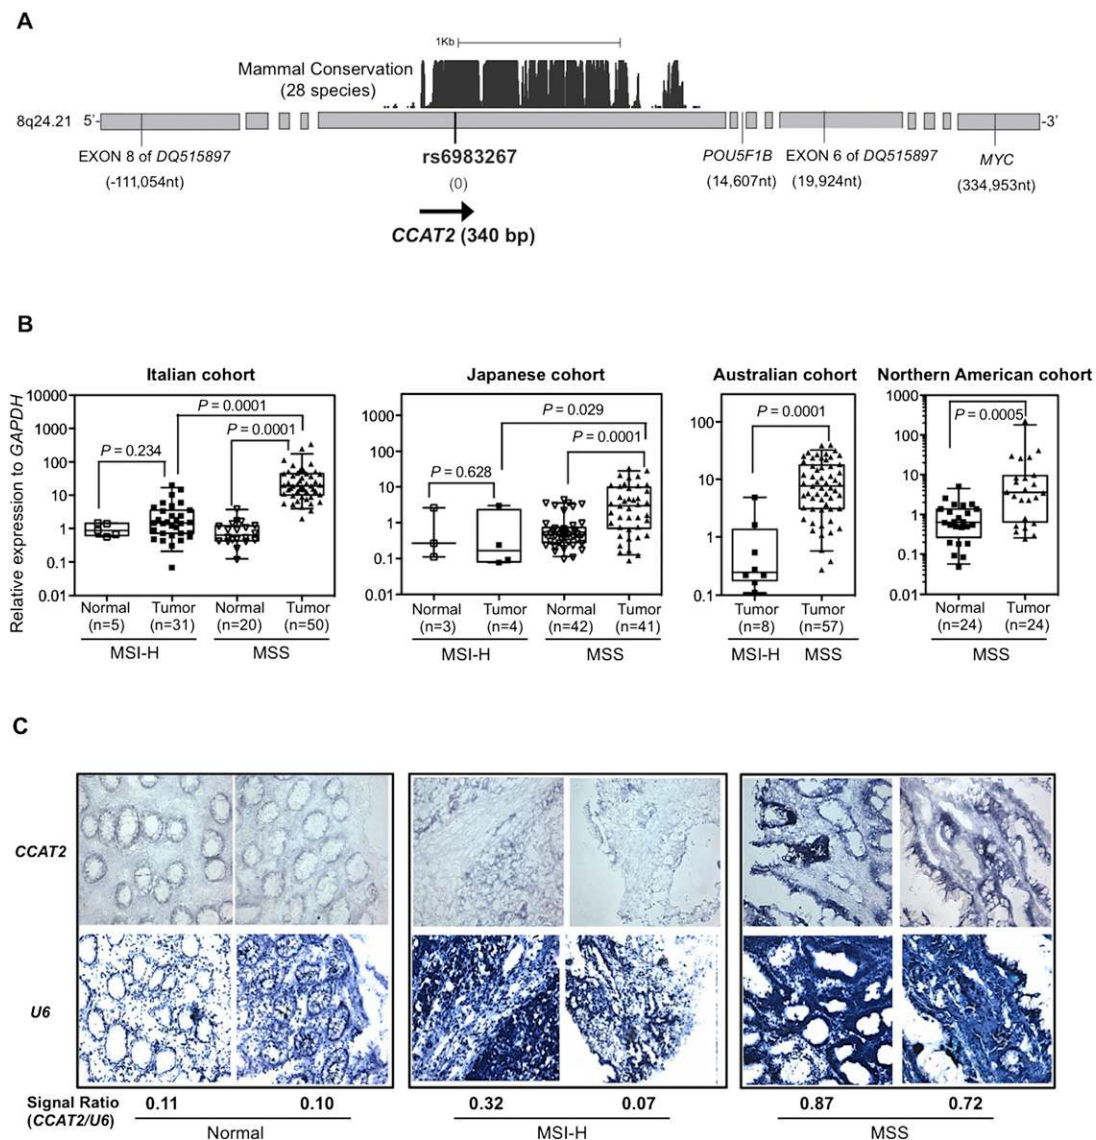 A
1Kb
Mammal Conservation
(28 species)
8q24.21 5'- -3'
EXON 8 of DQ515897
(-111,054nt)
rs6983267
(0)
POU5F1B
(14,607nt)
EXON 6 of DQ515897
(19,924nt)
MYC
(334,953nt)
CCAT2 (340 bp)
B
Relative expression to GAPDH
Italian cohort
10000
1000
100
10
1
0.1
0.01
P = 0.0001
P = 0.234
P = 0.0001
Normal Tumor Normal Tumor
(n=5) (n=31) (n=20) (n=50)
MSI-H MSS
Japanese cohort
1000
100
10
1
0.1
0.01
P = 0.029
P = 0.0001
P = 0.628
Normal Tumor Normal Tumor
(n=3) (n=4) (n=42) (n=41)
MSI-H MSS
Australian cohort
100
10
1
0.1
P = 0.0001
Tumor Tumor
(n=8) (n=57)
MSI-H MSS
Northern American cohort
1000
100
10
1
0.1
0.01
P = 0.0005
Normal Tumor
(n=24) (n=24)
MSS
C
CCAT2
U6
Signal Ratio
(CCAT2/U6)
0.11 0.10 0.32 0.07 0.87 0.72
Normal MSI-H MSS